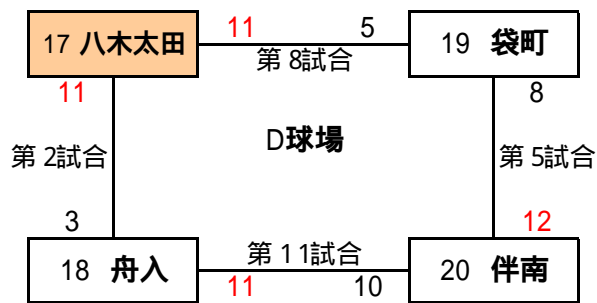 17 八木太田 11 5 19 袋町
第 8試合
11 8
第 2試合 D球場 第 5試合
3 12
18 舟入 第 1 1試合 20 伴南
11 10